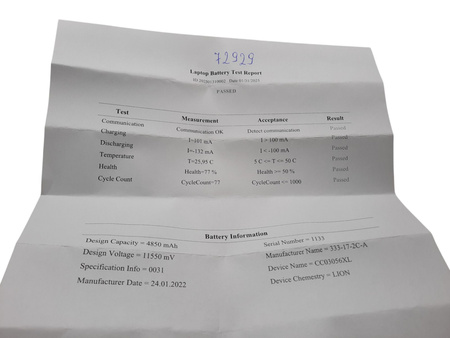 72929
Laptop Battery Test Report
PASSED
Test Measurement Acceptance Result
Communication Communication OK Detect communication Passed
Charging I=101 mA I > 100 mA Passed
Discharging I=-132 mA I < -100 mA Passed
Temperature T=25,95 C 5 C <= T <= 50 C Passed
Health Health=77 % Health >= 50 % Passed
Cycle Count CycleCount=77 CycleCount <= 1000 Passed
Battery Information
Design Capacity = 4850 mAh Serial Number = 1135
Design Voltage = 11550 mV Manufacturer Name = 333-17-2C-A
Specification Info = 0031 Device Name = CC03056XL
Manufacturer Date = 24.01.2022 Device Chemestry = LION